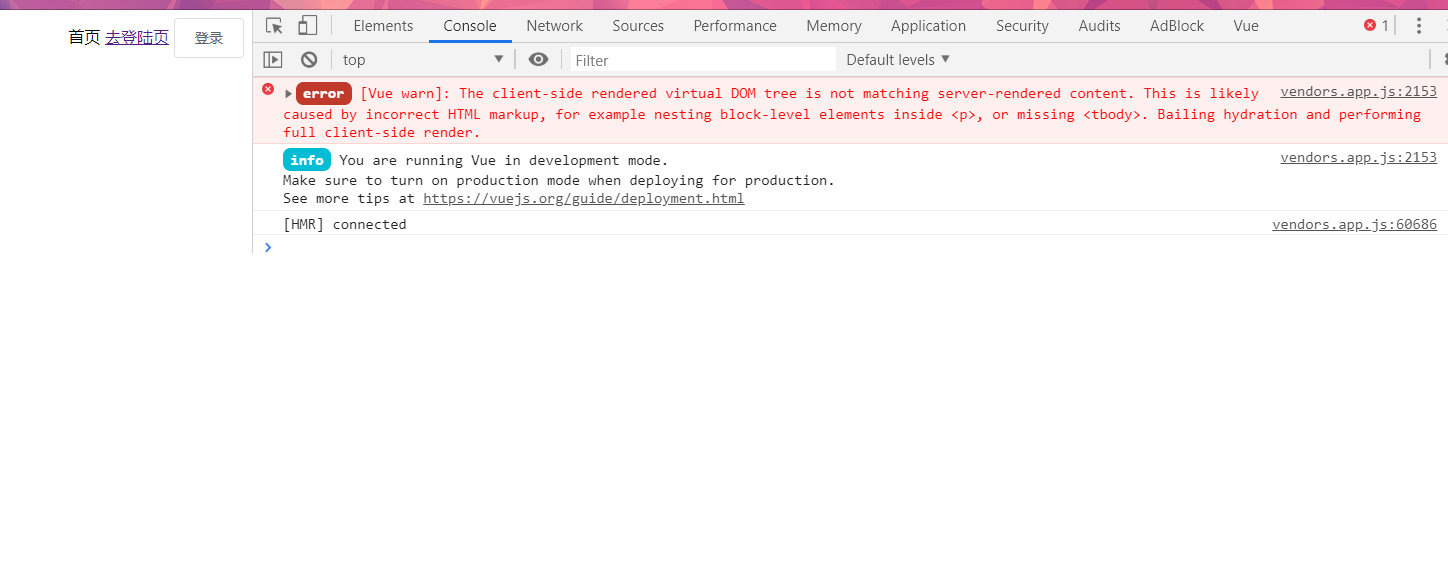 首页 去登陆页 登录
Elements Console Network Sources Performance Memory Application Security Audits AdBlock Vue 1
top Filter Default levels
error [Vue warn]: The client-side rendered virtual DOM tree is not matching server-rendered content. This is likely vendors.app.js:2153
caused by incorrect HTML markup, for example nesting block-level elements inside <p>, or missing <tbody>. Bailing hydration and performing
full client-side render.
info You are running Vue in development mode. vendors.app.js:2153
Make sure to turn on production mode when deploying for production.
See more tips at https://vuejs.org/guide/deployment.html
[HMR] connected vendors.app.js:60686